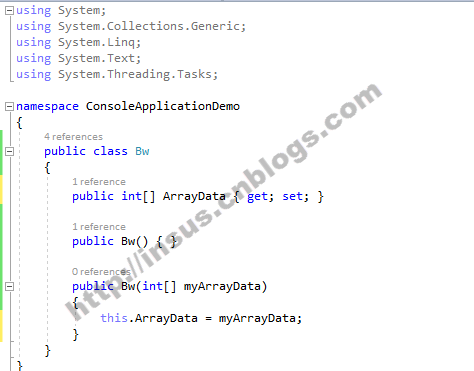 using System;
using System.Collections.Generic;
using System.Linq;
using System.Text;
using System.Threading.Tasks;
namespace ConsoleApplicationDemo
{
4 references
public class Bw
{
1 reference
public int[] ArrayData { get; set; }
1 reference
public Bw() { }
0 references
public Bw(int[] myArrayData)
{
this.ArrayData = myArrayData;
}
}
}
http://insus.cnblogs.com